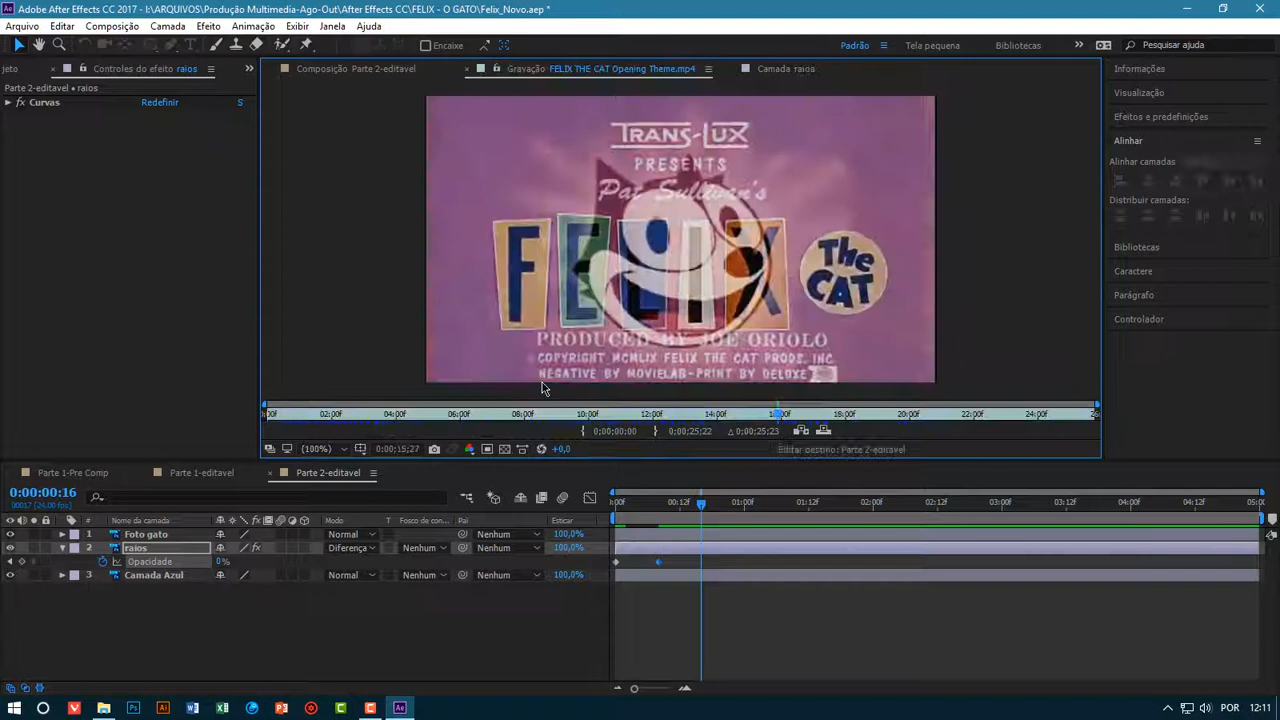 Adobe After Effects CC 2017 - I:\ARQUIVOS\Produção Multimedia-Ago-Out\After Effects CC\FELIX - O GATO\Felix_Novo.aep *
Arquivo Editar Composição Camada Efeito Animação Exibir Janela Ajuda
Encaixe Padrão Tela pequena Bibliotecas Pesquisar ajuda
jeto Controles do efeito raios
Composição Parte 2-editavel Gravação FELIX THE CAT Opening Theme.mp4 Camada raios
Informações
Parte 2-editavel • raios
fx Curvas Redefinir S
Visualização
Efeitos e predefinições
Alinhar
Alinhar camadas:
Distribuir camadas:
Bibliotecas
Caractere
Parágrafo
Controlador
TRANS-LUX
PRESENTS
Pat Sullivan's
FELIX The CAT
PRODUCED BY JOE ORIOLO
©COPYRIGHT MCMLIX FELIX THE CAT PRODS. INC
NEGATIVE BY MOVIELAB-PRINT BY DELUXE
:00f 02:00f 04:00f 06:00f 08:00f 10:00f 12:00f 14:00f 16:00f 18:00f 20:00f 22:00f 24:00f 26
0;00;00;00 0;00;25;22 Δ 0;00;25;23
(100%) 0;00;15;27 +0,0 Editar destino: Parte 2-editavel
Parte 1-Pre Comp Parte 1-editavel Parte 2-editavel
0:00:00:16
00017 (24.00 fps)
:00f 00:12f 01:00f 01:12f 02:00f 02:12f 03:00f 03:12f 04:00f 04:12f 05:00
# Nome da camada Modo T Fosco de con... Pai Esticar
1 Foto gato Normal Nenhum 100,0%
2 raios fx Diferença Nenhum Nenhum 100,0%
Opacidade 0%
3 Camada Azul Normal Nenhum Nenhum 100,0%
POR 12:11